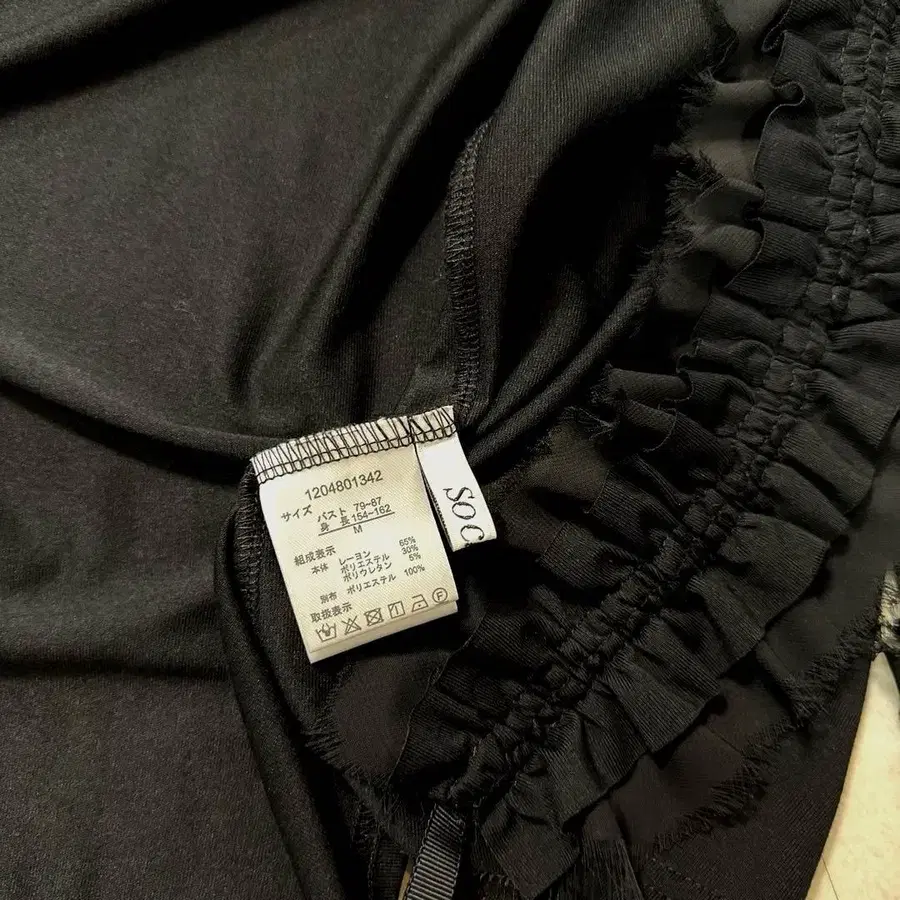 1204801342
サイズ バスト 79~87
身 長 154~162
M
組成表示
本体 レーヨン 65%
ポリエステル 30%
ポリウレタン 5%
別布 ポリエステル 100%
取扱表示
soc